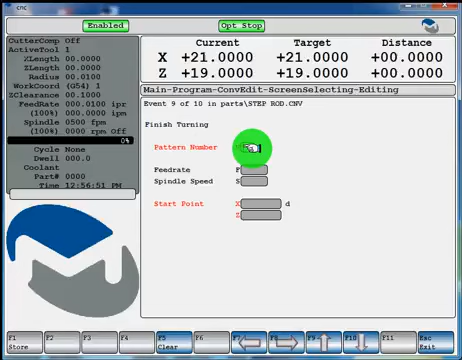 cnc
Enabled
Opt Stop
CutterComp Off
ActiveTool 1
XLength 00.0000
ZLength 00.0000
Radius 00.0100
WorkCoord (G54) 1
ZClearance 00.1000
FeedRate 000.0100 ipr
(100%) 000.0000 ipm
Spindle 0500 fpm
(100%) 0000 rpm Off
0%
Cycle None
Dwell 000.0
Coolant
Part# 0000
Time 12:56:51 PM
Current Target Distance
X +21.0000 +21.0000 +00.0000
Z +19.0000 +19.0000 +00.0000
Main-Program-ConvEdit-ScreenSelecting-Editing
Event 9 of 10 in parts\STEP ROD.CNV
Finish Turning
Pattern Number
Feedrate F
Spindle Speed S
Start Point X d
Z
F1 Store
F2
F3
F4
F5 Clear
F6
F7
F8
F9
F10
F11
Esc Exit